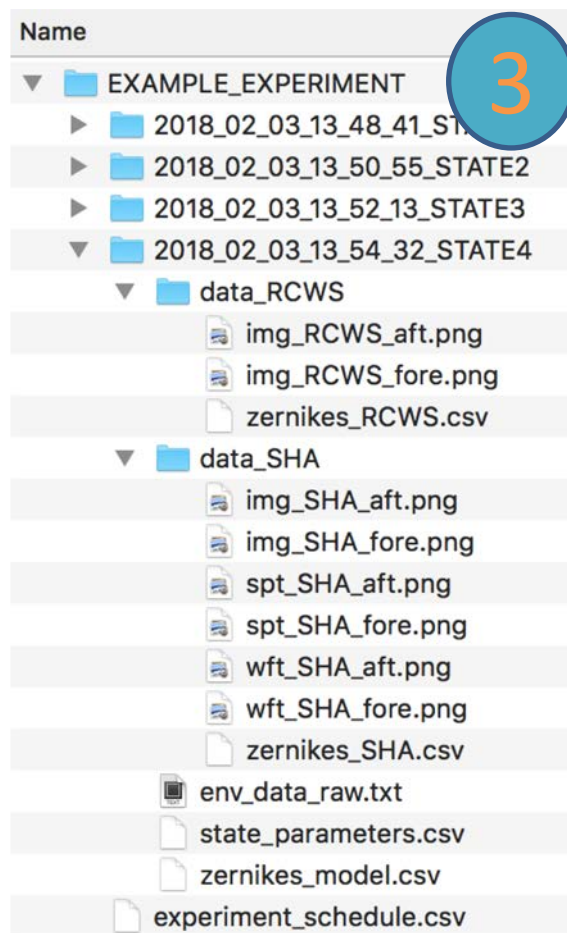 Name
3
EXAMPLE_EXPERIMENT
2018_02_03_13_48_41_ST
2018_02_03_13_50_55_STATE2
2018_02_03_13_52_13_STATE3
2018_02_03_13_54_32_STATE4
data_RCWS
img_RCWS_aft.png
img_RCWS_fore.png
zernikes_RCWS.csv
data_SHA
img_SHA_aft.png
img_SHA_fore.png
spt_SHA_aft.png
spt_SHA_fore.png
wft_SHA_aft.png
wft_SHA_fore.png
zernikes_SHA.csv
env_data_raw.txt
state_parameters.csv
zernikes_model.csv
experiment_schedule.csv